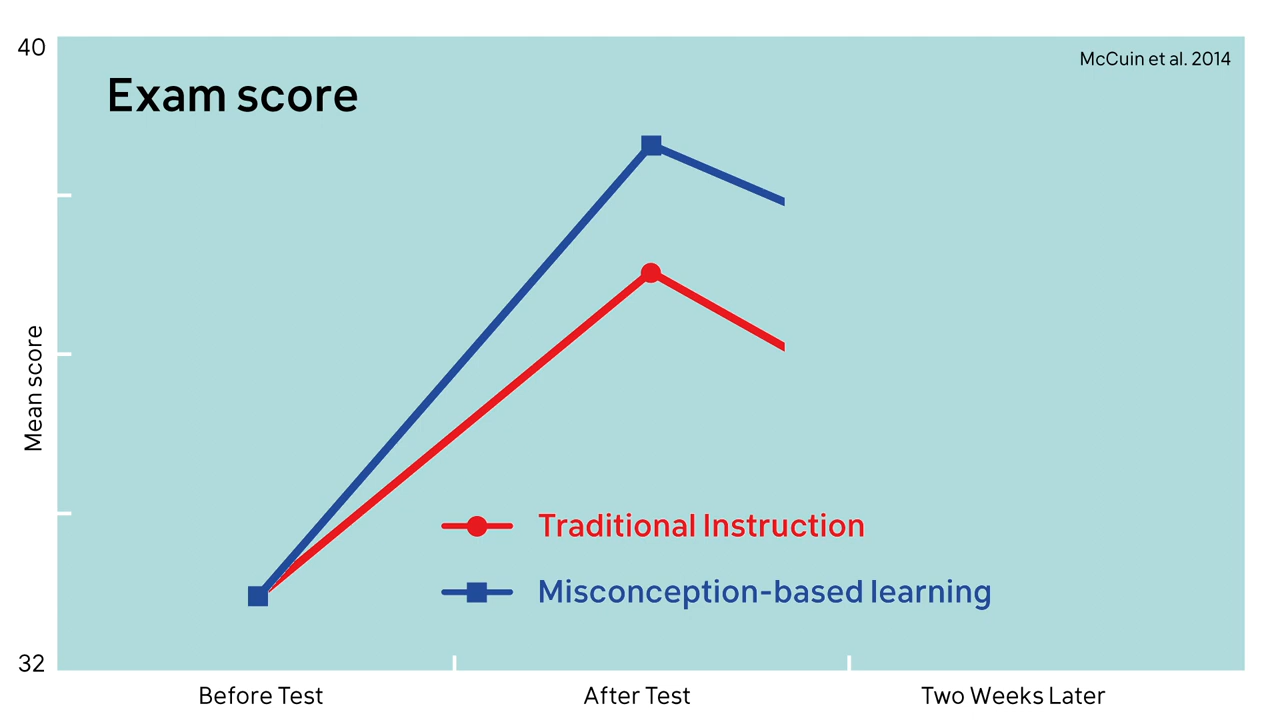 40
McCuin et al. 2014
Exam score
Mean score
Traditional Instruction
Misconception-based learning
32
Before Test
After Test
Two Weeks Later